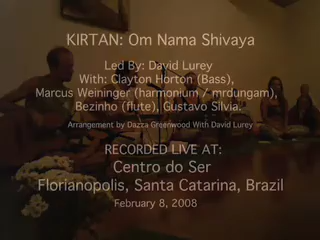 KIRTAN: Om Nama Shivaya
Led By: David Lurey
With: Clayton Horton (Bass),
Marcus Weininger (harmonium / mrdungam),
Bezinho (flute), Gustavo Silvia.
Arrangement by Dazza Greenwood With David Lurey
RECORDED LIVE AT:
Centro do Ser
Florianopolis, Santa Catarina, Brazil
February 8, 2008